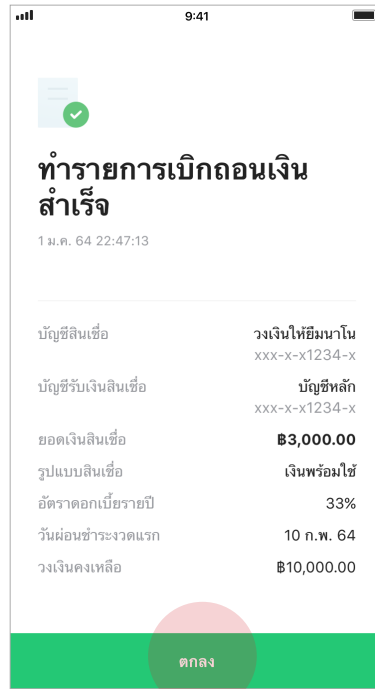 9:41
ทำรายการเบิกถอนเงิน
สำเร็จ
1 ม.ค. 64 22:47:13
บัญชีสินเชื่อ วงเงินให้ยืมนาโน
xxx-x-x1234-x
บัญชีรับเงินสินเชื่อ บัญชีหลัก
xxx-x-x1234-x
ยอดเงินสินเชื่อ ฿3,000.00
รูปแบบสินเชื่อ เงินพร้อมใช้
อัตราดอกเบี้ยรายปี 33%
วันผ่อนชำระงวดแรก 10 ก.พ. 64
วงเงินคงเหลือ ฿10,000.00
ตกลง